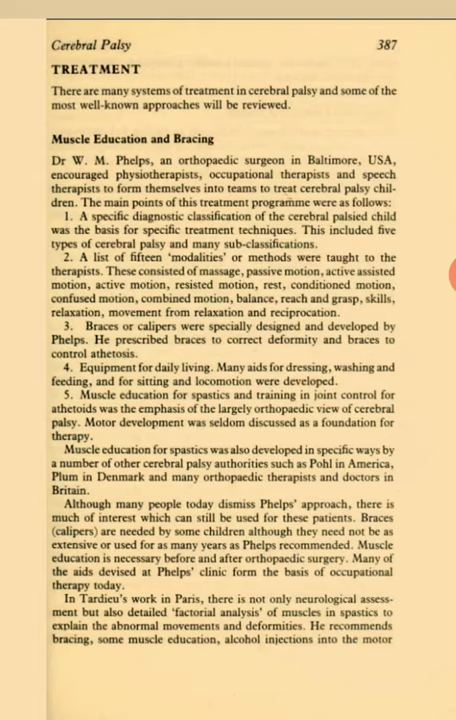 Cerebral Palsy 387
TREATMENT
There are many systems of treatment in cerebral palsy and some of the
most well-known approaches will be reviewed.
Muscle Education and Bracing
Dr W. M. Phelps, an orthopaedic surgeon in Baltimore, USA,
encouraged physiotherapists, occupational therapists and speech
therapists to form themselves into teams to treat cerebral palsy chil-
dren. The main points of this treatment programme were as follows:
1. A specific diagnostic classification of the cerebral palsied child
was the basis for specific treatment techniques. This included five
types of cerebral palsy and many sub-classifications.
2. A list of fifteen 'modalities' or methods were taught to the
therapists. These consisted of massage, passive motion, active assisted
motion, active motion, resisted motion, rest, conditioned motion,
confused motion, combined motion, balance, reach and grasp, skills,
relaxation, movement from relaxation and reciprocation.
3. Braces or calipers were specially designed and developed by
Phelps. He prescribed braces to correct deformity and braces to
control athetosis.
4. Equipment for daily living. Many aids for dressing, washing and
feeding, and for sitting and locomotion were developed.
5. Muscle education for spastics and training in joint control for
athetoids was the emphasis of the largely orthopaedic view of cerebral
palsy. Motor development was seldom discussed as a foundation for
therapy.
Muscle education for spastics was also developed in specific ways by
a number of other cerebral palsy authorities such as Pohl in America,
Plum in Denmark and many orthopaedic therapists and doctors in
Britain.
Although many people today dismiss Phelps' approach, there is
much of interest which can still be used for these patients. Braces
(calipers) are needed by some children although they need not be as
extensive or used for as many years as Phelps recommended. Muscle
education is necessary before and after orthopaedic surgery. Many of
the aids devised at Phelps' clinic form the basis of occupational
therapy today.
In Tardieu's work in Paris, there is not only neurological assess-
ment but also detailed 'factorial analysis' of muscles in spastics to
explain the abnormal movements and deformities. He recommends
bracing, some muscle education, alcohol injections into the motor